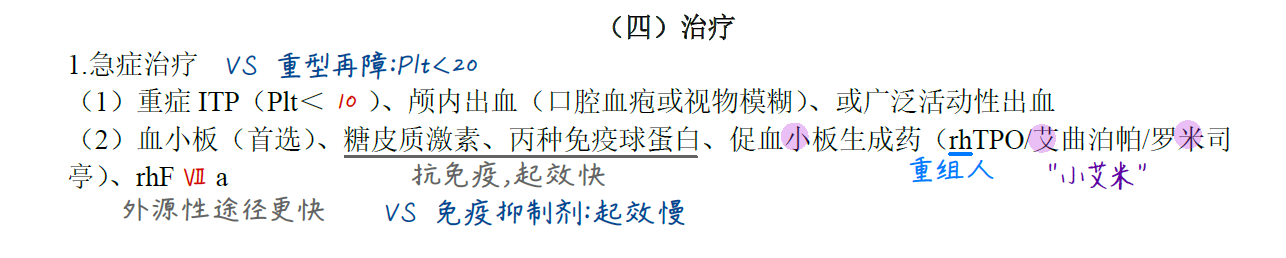 （四）治疗
1.急症治疗 VS 重型再障:Plt<20
（1）重症 ITP（Plt＜ 10 ）、颅内出血（口腔血疱或视物模糊）、或广泛活动性出血
（2）血小板（首选）、糖皮质激素、丙种免疫球蛋白、促血小板生成药（rhTPO/艾曲泊帕/罗米司
亭）、rhF Ⅶ a 抗免疫,起效快 重组人 "小艾米"
外源性途径更快 VS 免疫抑制剂:起效慢